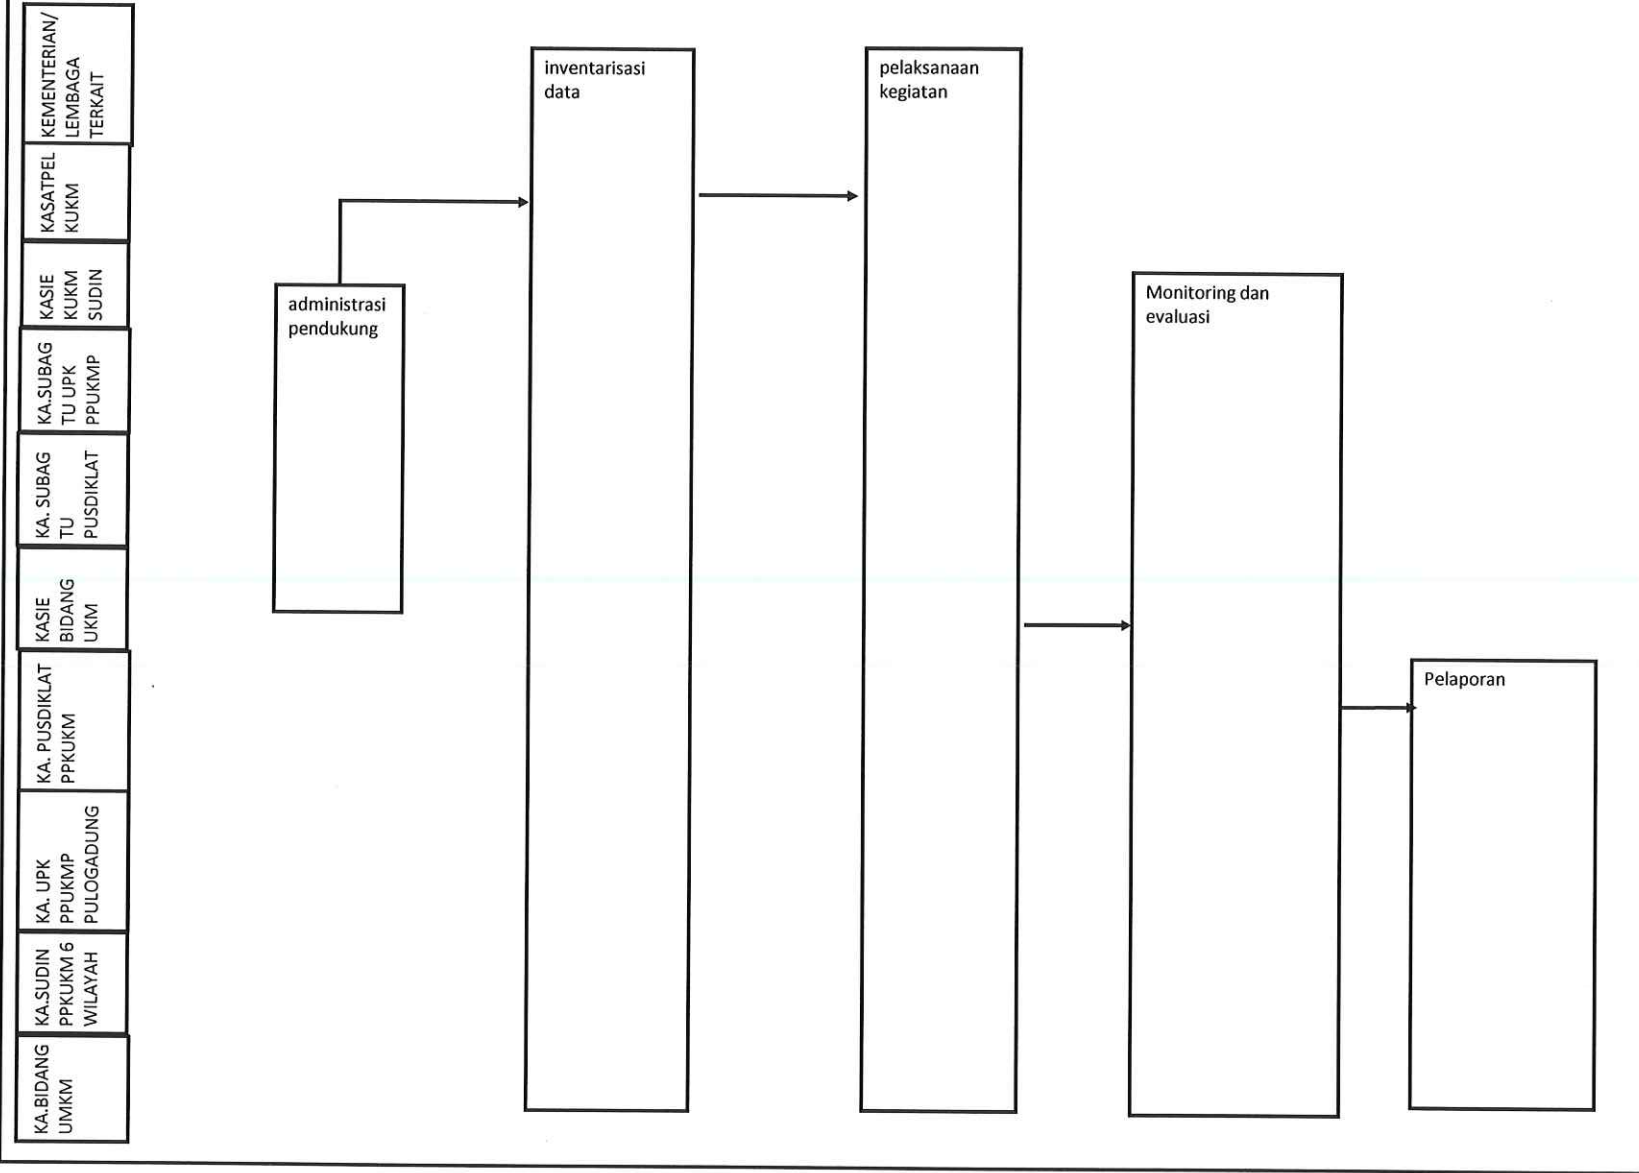 KEMENTERIAN/
LEMBAGA
TERKAIT
KASATPEL
KUKM
KASIE
KUKM
SUDIN
KA.SUBAG
TU UPK
PPUKMP
KA. SUBAG
TU
PUSDIKLAT
KASIE
BIDANG
UKM
KA. PUSDIKLAT
PPKUKM
KA. UPK
PPUKMP
PULOGADUNG
KA.SUDIN
PPKUKM 6
WILAYAH
KA.BIDANG
UMKM
administrasi
pendukung
inventarisasi
data
pelaksanaan
kegiatan
Monitoring dan
evaluasi
Pelaporan